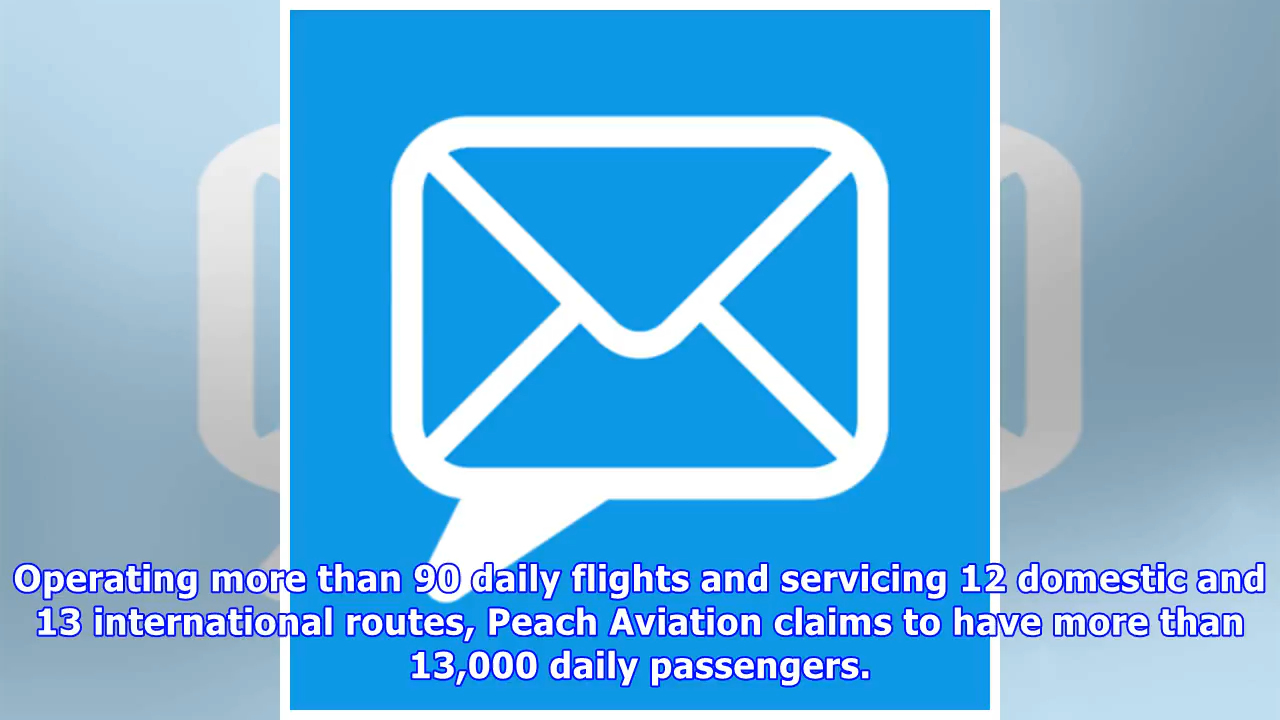 Operating more than 90 daily flights and servicing 12 domestic and
13 international routes, Peach Aviation claims to have more than
13,000 daily passengers.